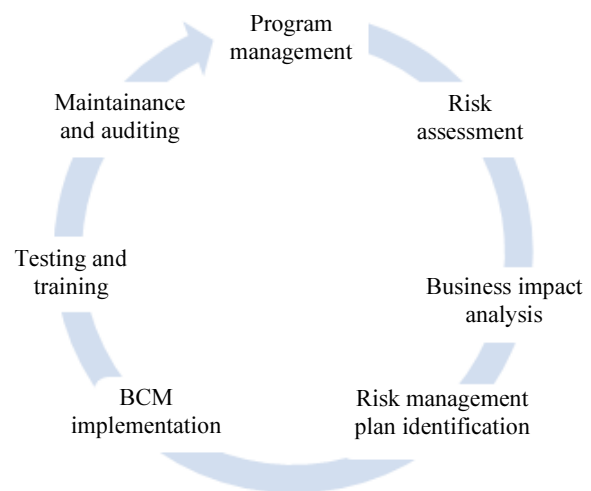 Program
management
Risk
assessment
Business impact
analysis
Risk management
plan identification
BCM
implementation
Testing and
training
Maintainance
and auditing